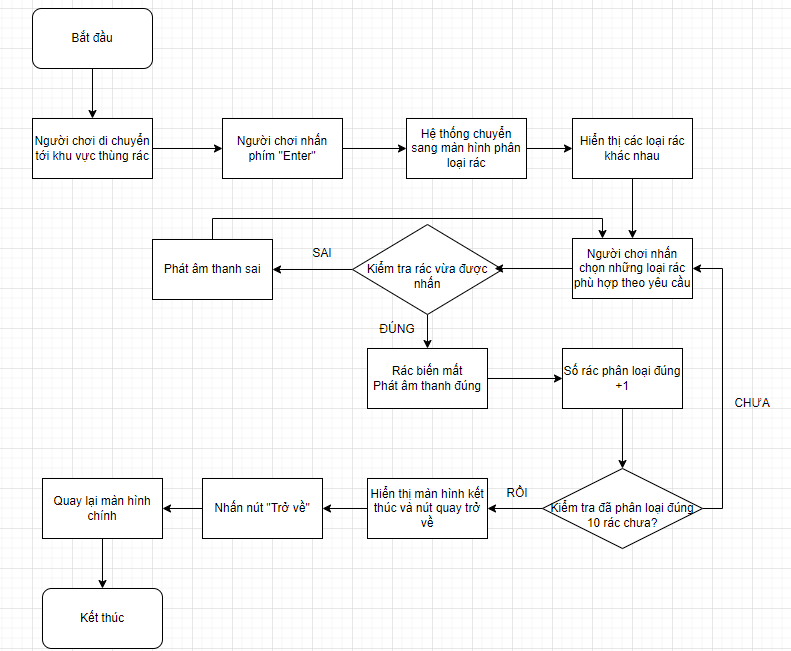 Bắt đầu
Người chơi di chuyển
tới khu vực thùng rác
Người chơi nhấn
phím "Enter"
Hệ thống chuyển
sang màn hình phân
loại rác
Hiển thị các loại rác
khác nhau
Người chơi nhấn
chọn những loại rác
phù hợp theo yêu cầu
Kiểm tra rác vừa được
nhấn
SAI
Phát âm thanh sai
ĐÚNG
Rác biến mất
Phát âm thanh đúng
Số rác phân loại đúng
+1
CHƯA
Kiểm tra đã phân loại đúng
10 rác chưa?
RỒI
Hiển thị màn hình kết
thúc và nút quay trở
về
Nhấn nút "Trở về"
Quay lại màn hình
chính
Kết thúc